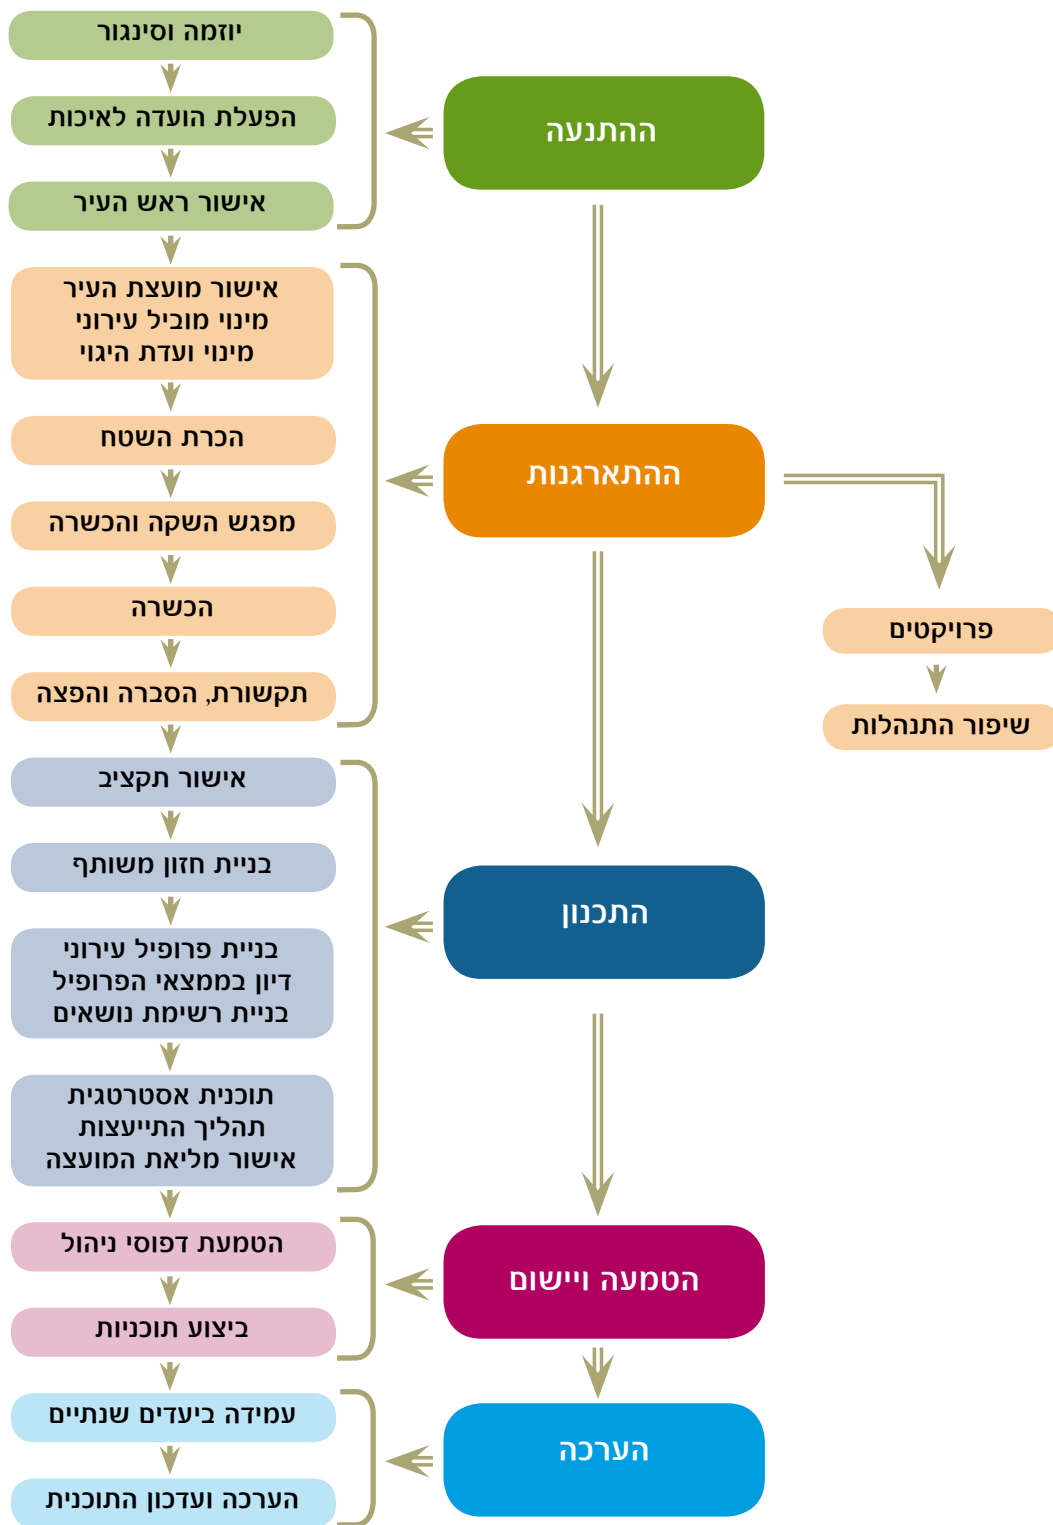 ההתנעה
יוזמה וסינגור
הפעלת הועדה לאיכות
אישור ראש העיר
ההתארגנות
אישור מועצת העיר
מינוי מוביל עירוני
מינוי ועדת היגוי
הכרת השטח
מפגש השקה והכשרה
הכשרה
תקשורת, הסברה והפצה
פרויקטים
שיפור התנהלות
התכנון
אישור תקציב
בניית חזון משותף
בניית פרופיל עירוני
דיון בממצאי הפרופיל
בניית רשימת נושאים
תוכנית אסטרטגית
תהליך התייעצות
אישור מליאת המועצה
הטמעה ויישום
הטמעת דפוסי ניהול
ביצוע תוכניות
הערכה
עמידה ביעדים שנתיים
הערכה ועדכון התוכנית